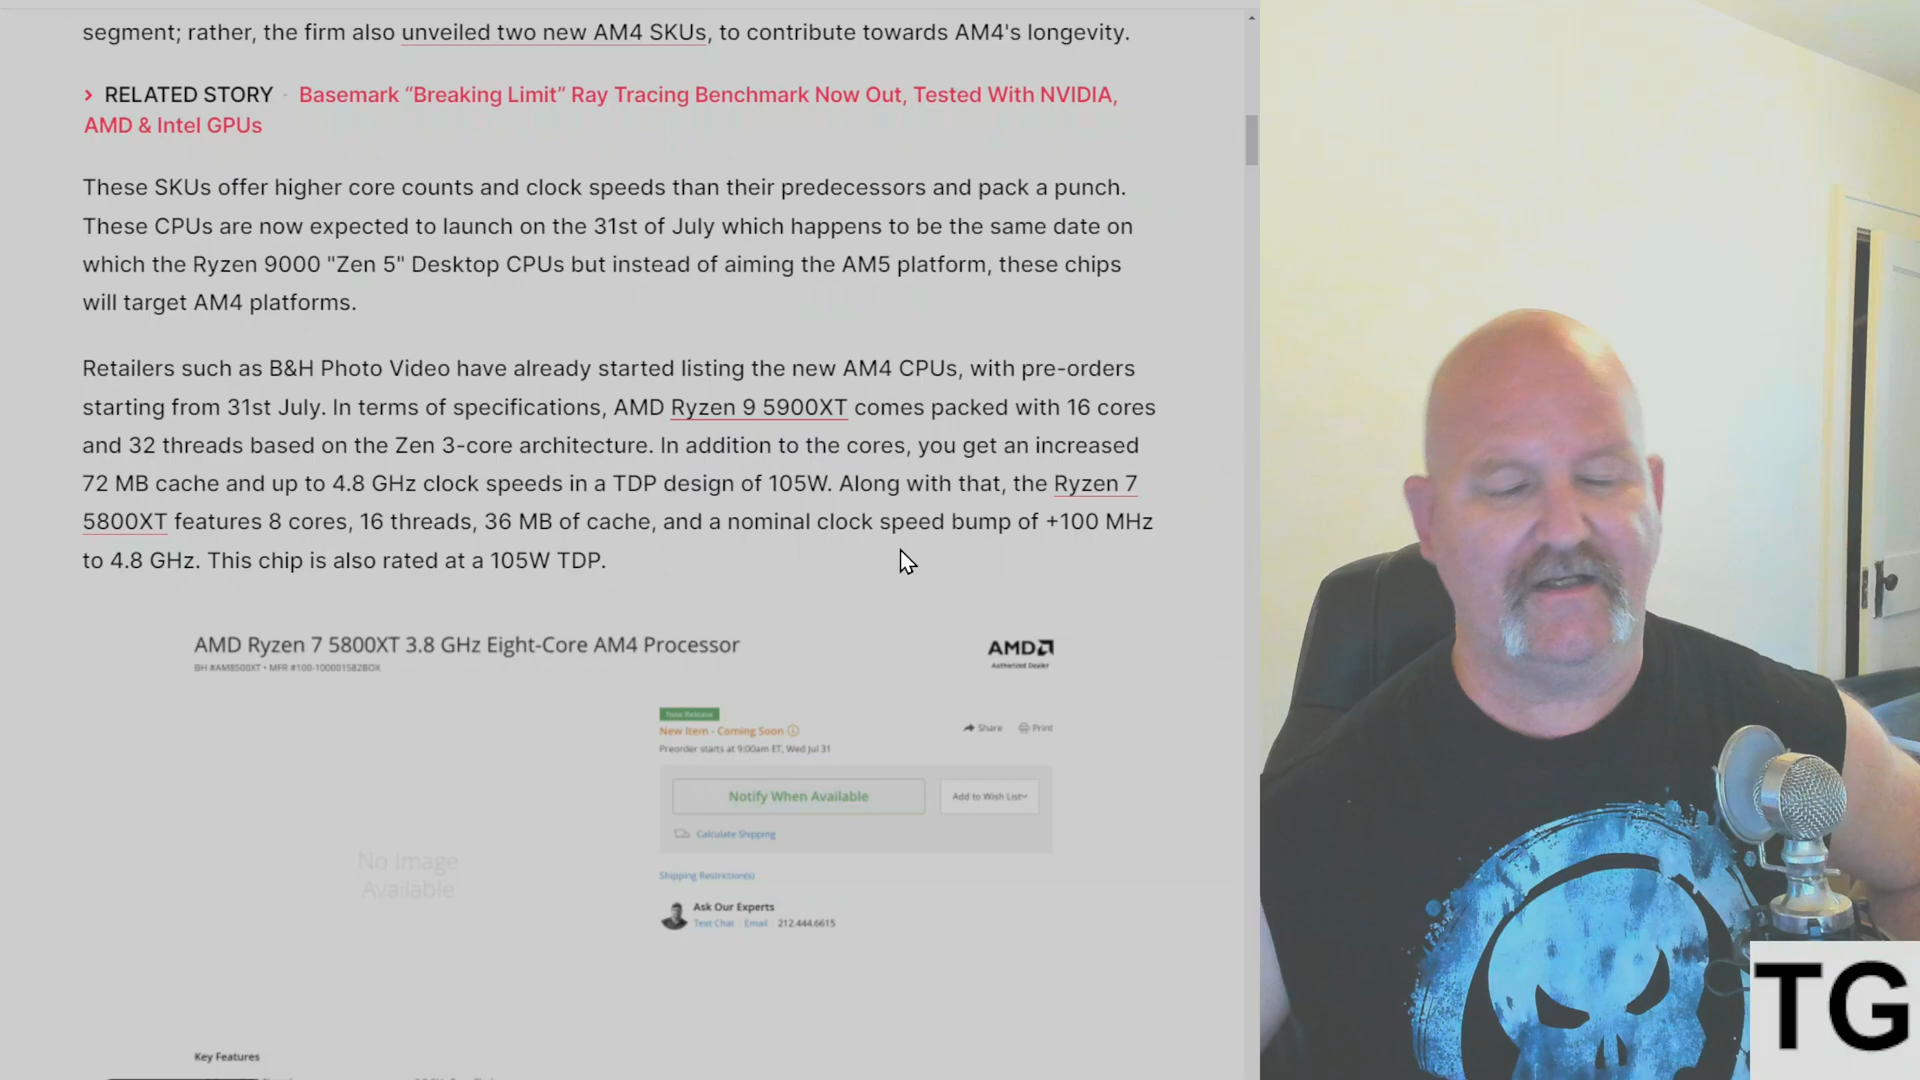 segment; rather, the firm also unveiled two new AM4 SKUs, to contribute towards AM4's longevity.
RELATED STORY · Basemark “Breaking Limit” Ray Tracing Benchmark Now Out, Tested With NVIDIA,
AMD & Intel GPUs
These SKUs offer higher core counts and clock speeds than their predecessors and pack a punch.
These CPUs are now expected to launch on the 31st of July which happens to be the same date on
which the Ryzen 9000 "Zen 5" Desktop CPUs but instead of aiming the AM5 platform, these chips
will target AM4 platforms.
Retailers such as B&H Photo Video have already started listing the new AM4 CPUs, with pre-orders
starting from 31st July. In terms of specifications, AMD Ryzen 9 5900XT comes packed with 16 cores
and 32 threads based on the Zen 3-core architecture. In addition to the cores, you get an increased
72 MB cache and up to 4.8 GHz clock speeds in a TDP design of 105W. Along with that, the Ryzen 7
5800XT features 8 cores, 16 threads, 36 MB of cache, and a nominal clock speed bump of +100 MHz
to 4.8 GHz. This chip is also rated at a 105W TDP.
AMD Ryzen 7 5800XT 3.8 GHz Eight-Core AM4 Processor
BH #AM8500XT • MFR #100-100001582BOX
AMD
Authorized Dealer
New Release
New Item - Coming Soon
Share Print
Preorder starts at 9:00am ET, Wed Jul 31
Notify When Available
Add to Wish List
Calculate Shipping
No Image
Available
Shipping Restriction(s)
Ask Our Experts
Text Chat Email 212.444.6615
TG
Key Features